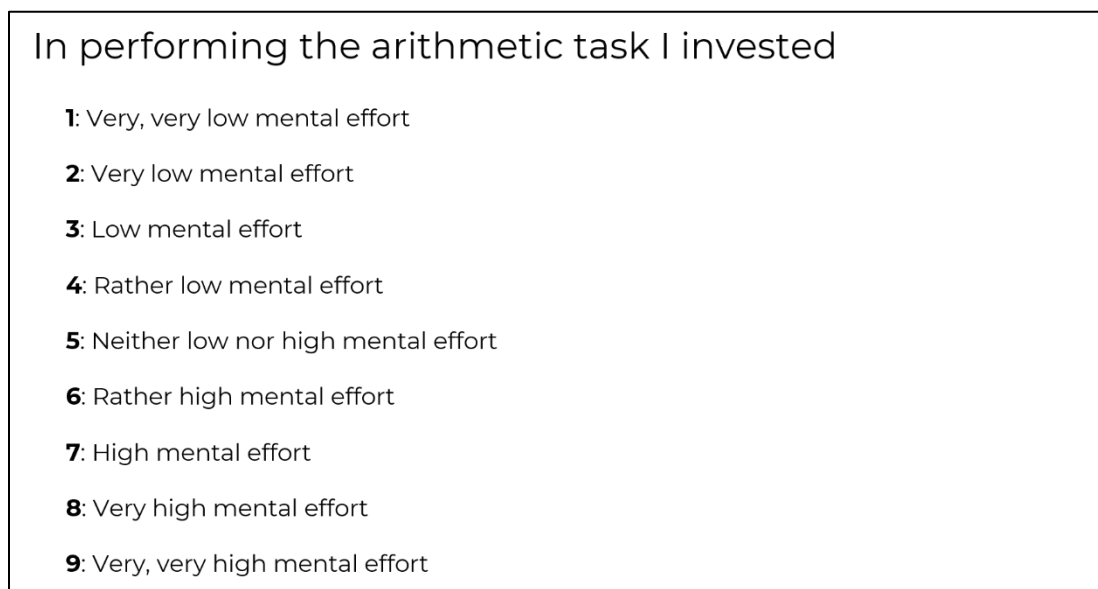 In performing the arithmetic task I invested
1: Very, very low mental effort
2: Very low mental effort
3: Low mental effort
4: Rather low mental effort
5: Neither low nor high mental effort
6: Rather high mental effort
7: High mental effort
8: Very high mental effort
9: Very, very high mental effort